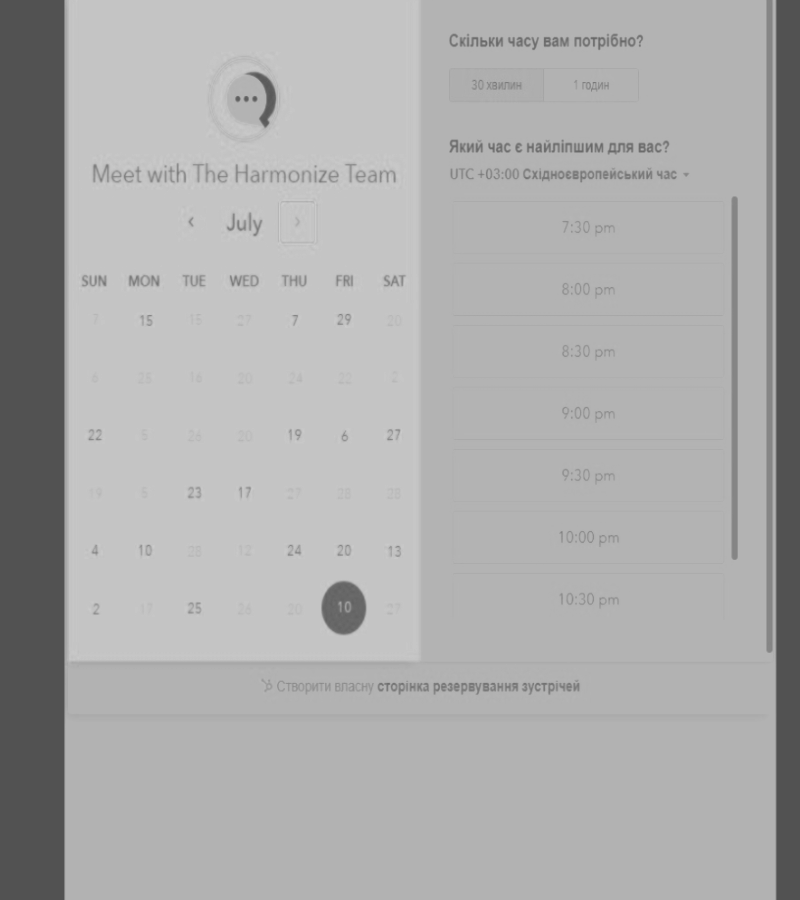 Meet with The Harmonize Team
July
SUN MON TUE WED THU FRI SAT
7 15 15 27 7 29 20
6 25 16 20 24 22 2
22 5 26 20 19 6 27
19 5 23 17 27 28 28
4 10 28 12 24 20 13
2 17 25 26 20 10 27
Скільки часу вам потрібно?
30 хвилин 1 годин
Який час є найліпшим для вас?
UTC +03:00 Східноєвропейський час
7:30 pm
8:00 pm
8:30 pm
9:00 pm
9:30 pm
10:00 pm
10:30 pm
Створити власну сторінка резервування зустрічей